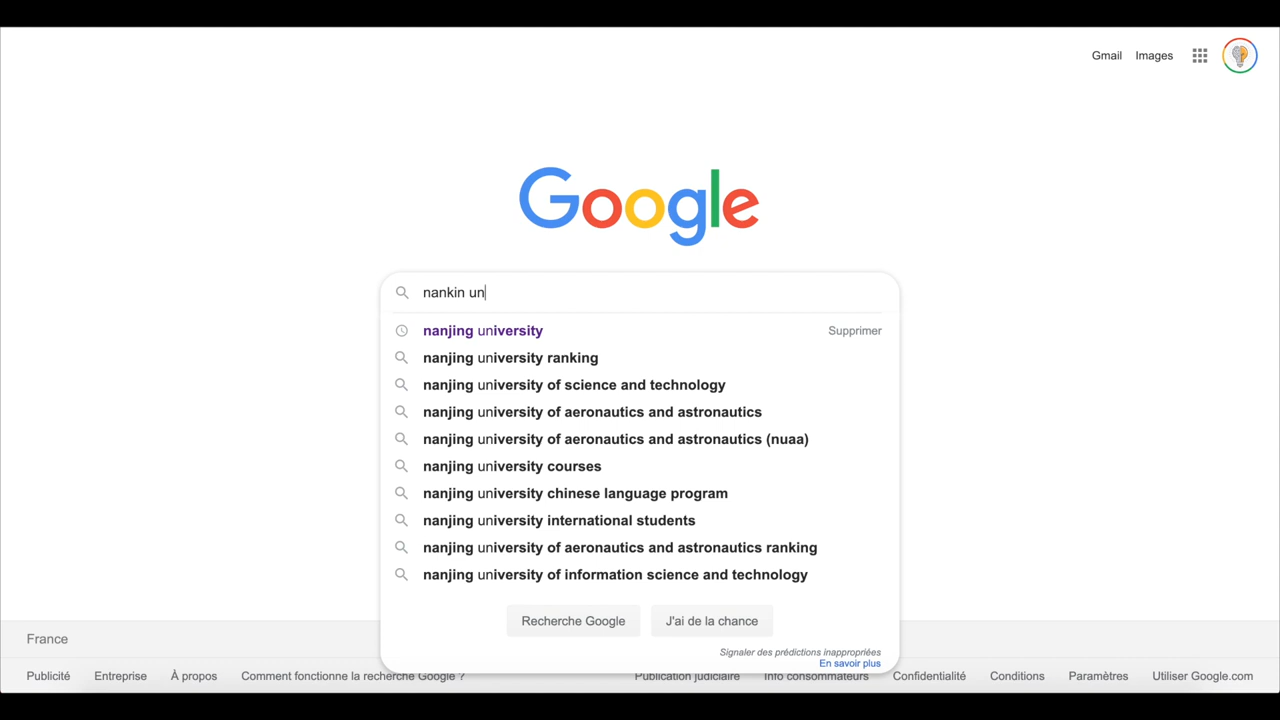 Gmail Images
Google
nankin un
nanjing university Supprimer
nanjing university ranking
nanjing university of science and technology
nanjing university of aeronautics and astronautics
nanjing university of aeronautics and astronautics (nuaa)
nanjing university courses
nanjing university chinese language program
nanjing university international students
nanjing university of aeronautics and astronautics ranking
nanjing university of information science and technology
Recherche Google J'ai de la chance
Signaler des prédictions inappropriées
En savoir plus
France
Publicité Entreprise À propos Comment fonctionne la recherche Google ? Publication judiciaire Info consommateurs Confidentialité Conditions Paramètres Utiliser Google.com